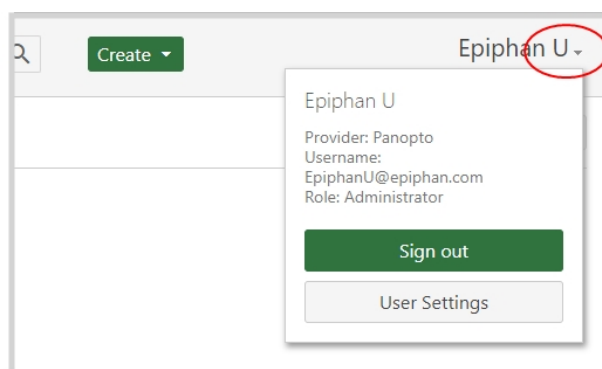 Create
Epiphan U
Epiphan U
Provider: Panopto
Username:
EpiphanU@epiphan.com
Role: Administrator
Sign out
User Settings